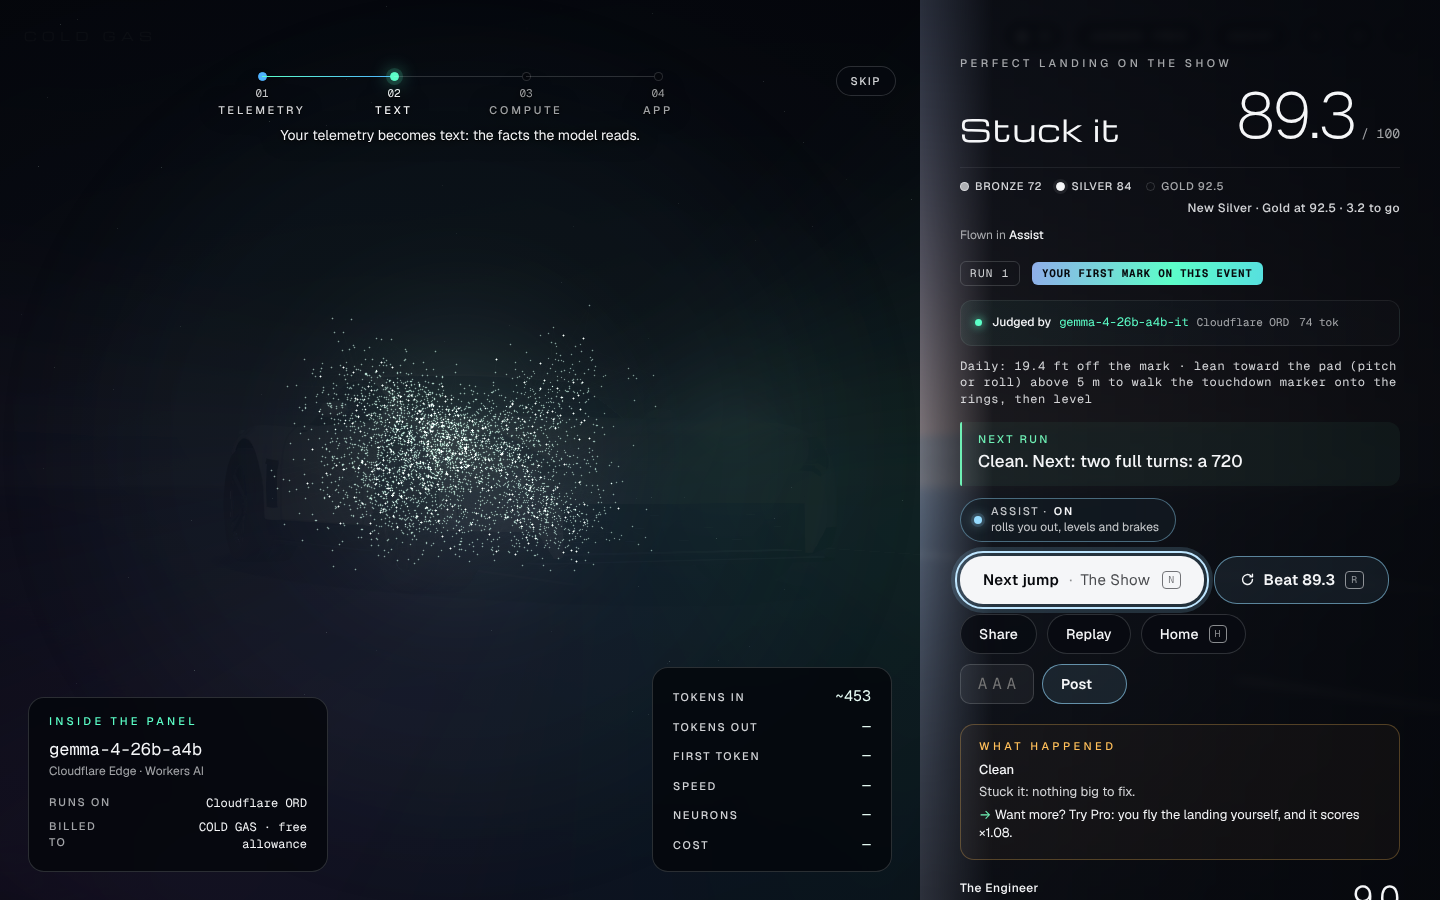 COLD GAS
01
TELEMETRY
02
TEXT
03
COMPUTE
04
APP
SKIP
Your telemetry becomes text: the facts the model reads.
INSIDE THE PANEL
gemma-4-26b-a4b
Cloudflare Edge · Workers AI
RUNS ON Cloudflare ORD
BILLED TO COLD GAS · free allowance
TOKENS IN ~453
TOKENS OUT —
FIRST TOKEN —
SPEED —
NEURONS —
COST —
PERFECT LANDING ON THE SHOW
Stuck it 89.3 / 100
BRONZE 72 SILVER 84 GOLD 92.5
New Silver · Gold at 92.5 · 3.2 to go
Flown in Assist
RUN 1 YOUR FIRST MARK ON THIS EVENT
Judged by gemma-4-26b-a4b-it Cloudflare ORD 74 tok
Daily: 19.4 ft off the mark · lean toward the pad (pitch
or roll) above 5 m to walk the touchdown marker onto the
rings, then level
NEXT RUN
Clean. Next: two full turns: a 720
ASSIST · ON
rolls you out, levels and brakes
Next jump · The Show N
Beat 89.3 R
Share
Replay
Home H
AAA
Post
WHAT HAPPENED
Clean
Stuck it: nothing big to fix.
→ Want more? Try Pro: you fly the landing yourself, and it scores
×1.08.
The Engineer 9.0